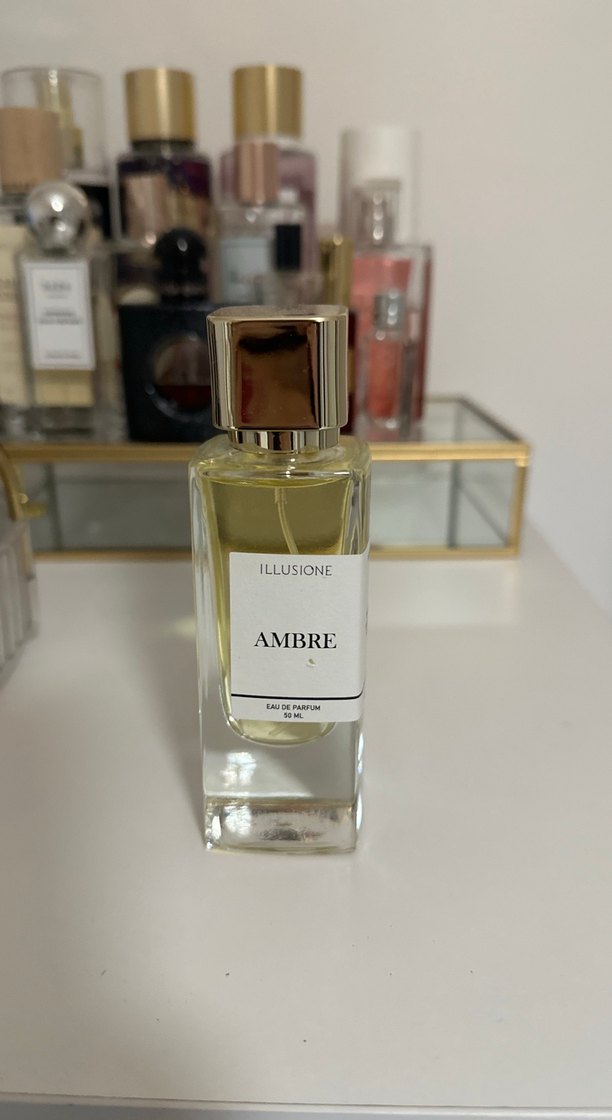 ILLUSIONE
AMBRE
EAU DE PARFUM
50 ML